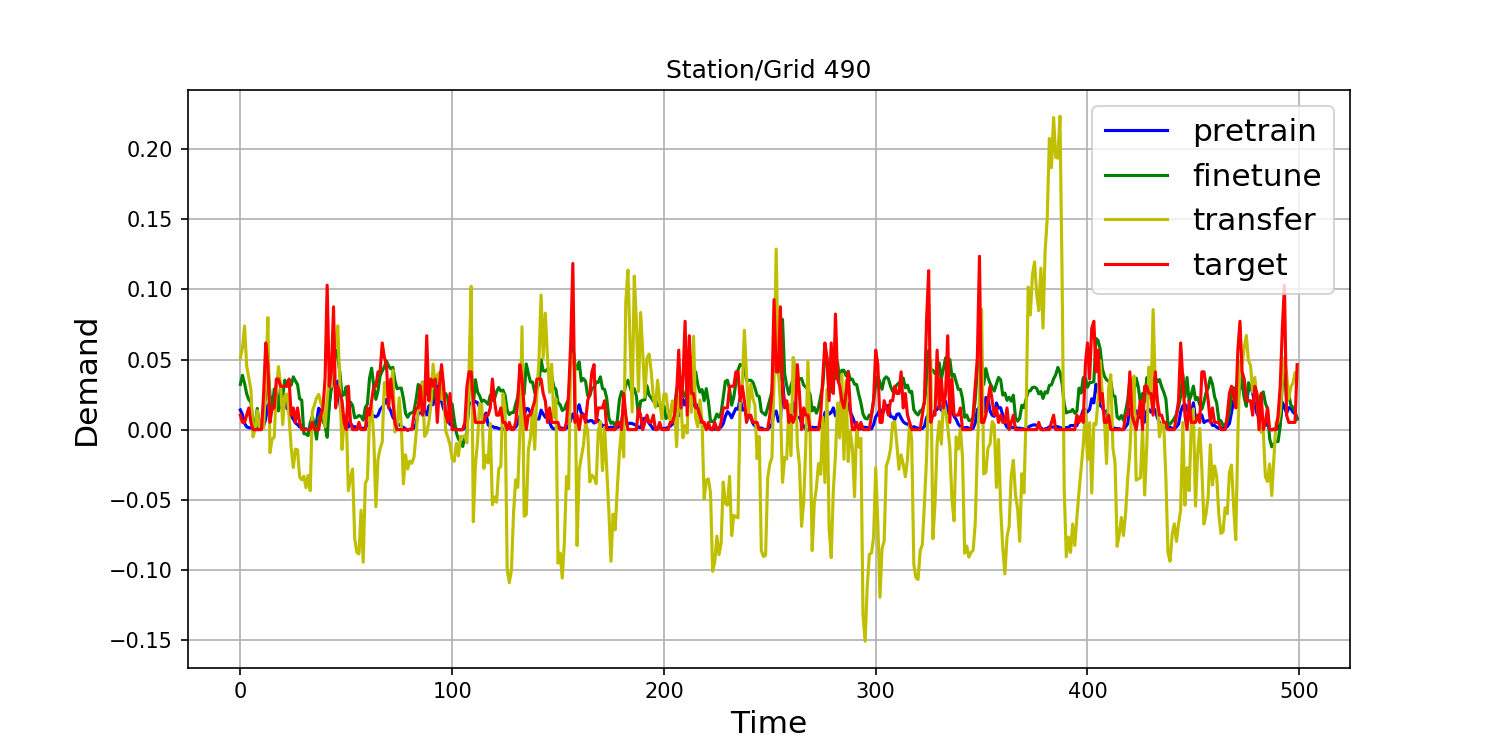 Station/Grid 490
Demand
0.20
0.15
0.10
0.05
0.00
−0.05
−0.10
−0.15
0 100 200 300 400 500
Time
pretrain
finetune
transfer
target